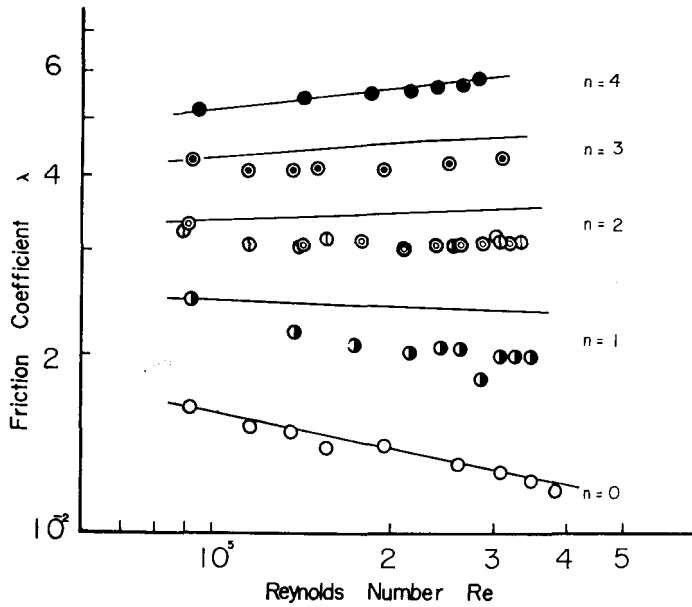 6
n = 4
n = 3
4
n = 2
n = 1
2
n = 0
10⁻²
10⁵
2
3
4
5
Friction Coefficient λ
Reynolds Number Re